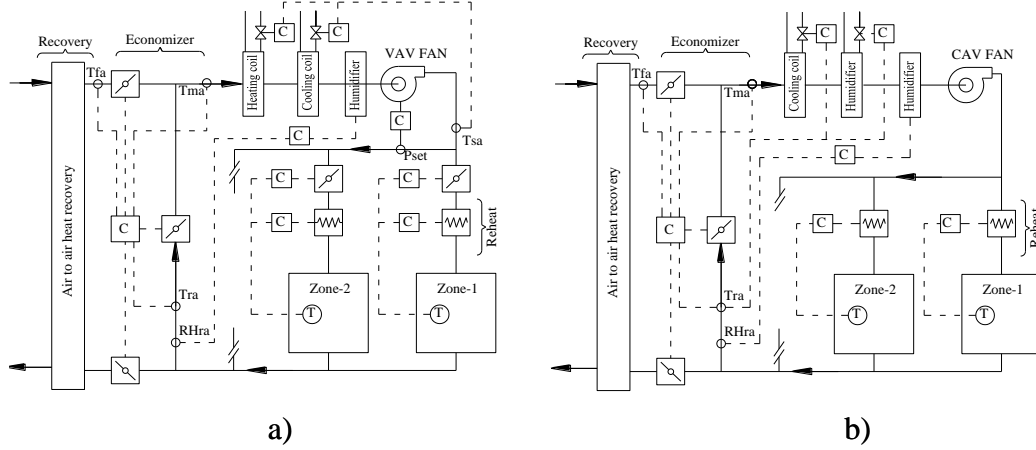 Recovery
Economizer
Tfa
Tma
Heating coil
Cooling coil
Humidifier
VAV FAN
C
C
C
C
Tsa
Pset
C
C
C
C
C
Reheat
Air to air heat recovery
Zone-2
Zone-1
Tra
T
T
RHra
a)
Recovery
Economizer
Tfa
Tma
Cooling coil
Humidifier
Humidifier
CAV FAN
C
C
C
C
C
C
Reheat
Air to air heat recovery
Zone-2
Zone-1
Tra
T
T
RHra
b)